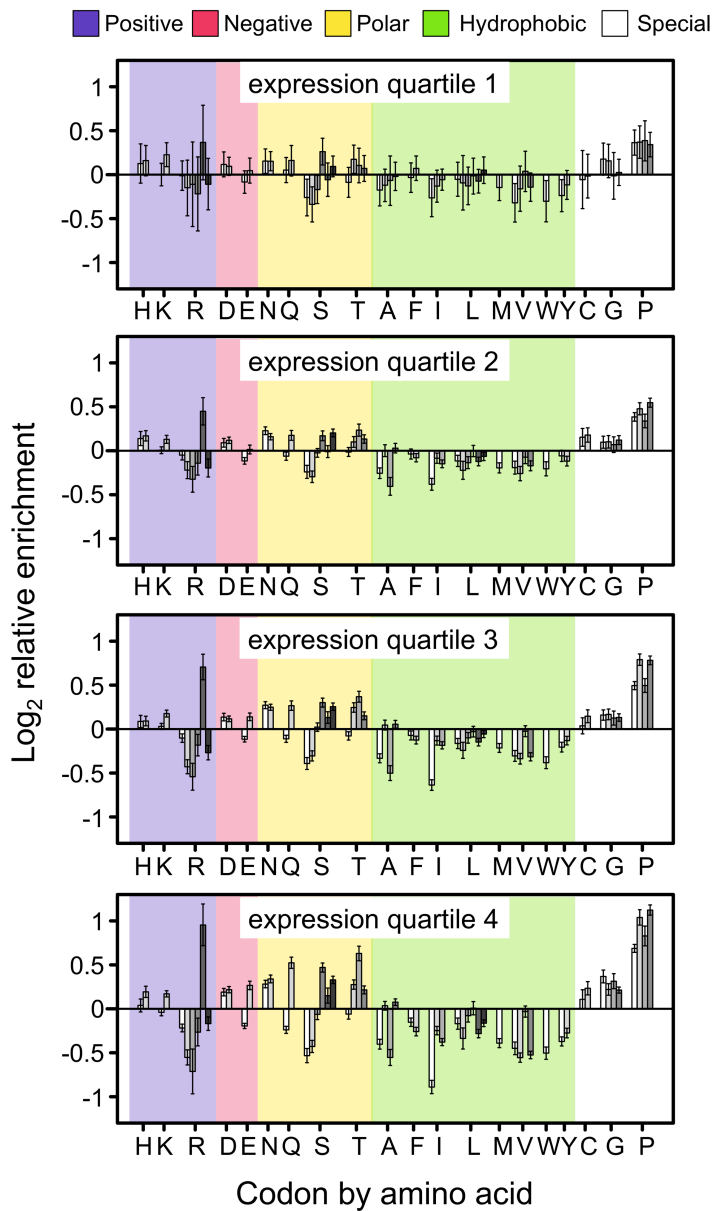 Positive Negative Polar Hydrophobic Special
expression quartile 1
1
0.5
0
-0.5
-1
H K R D E N Q S T A F I L M V W Y C G P
expression quartile 2
1
0.5
0
-0.5
-1
H K R D E N Q S T A F I L M V W Y C G P
expression quartile 3
1
0.5
0
-0.5
-1
H K R D E N Q S T A F I L M V W Y C G P
expression quartile 4
1
0.5
0
-0.5
-1
H K R D E N Q S T A F I L M V W Y C G P
Log₂ relative enrichment
Codon by amino acid